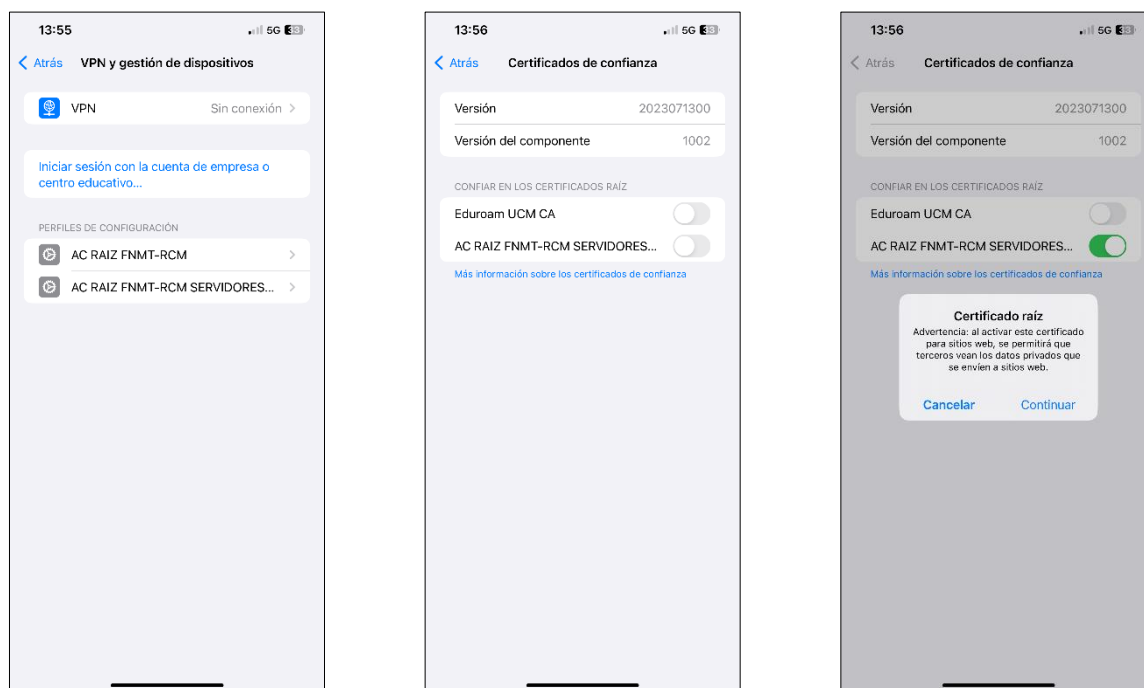 13:55
5G 33
Atrás VPN y gestión de dispositivos
VPN Sin conexión
Iniciar sesión con la cuenta de empresa o
centro educativo...
PERFILES DE CONFIGURACIÓN
AC RAIZ FNMT-RCM
AC RAIZ FNMT-RCM SERVIDORES...
13:56
5G 33
Atrás Certificados de confianza
Versión 2023071300
Versión del componente 1002
CONFIAR EN LOS CERTIFICADOS RAÍZ
Eduroam UCM CA
AC RAIZ FNMT-RCM SERVIDORES...
Más información sobre los certificados de confianza
13:56
5G 33
Atrás Certificados de confianza
Versión 2023071300
Versión del componente 1002
CONFIAR EN LOS CERTIFICADOS RAÍZ
Eduroam UCM CA
AC RAIZ FNMT-RCM SERVIDORES...
Más información sobre los certificados de confianza
Certificado raíz
Advertencia: al activar este certificado
para sitios web, se permitirá que
terceros vean los datos privados que
se envíen a sitios web.
Cancelar Continuar